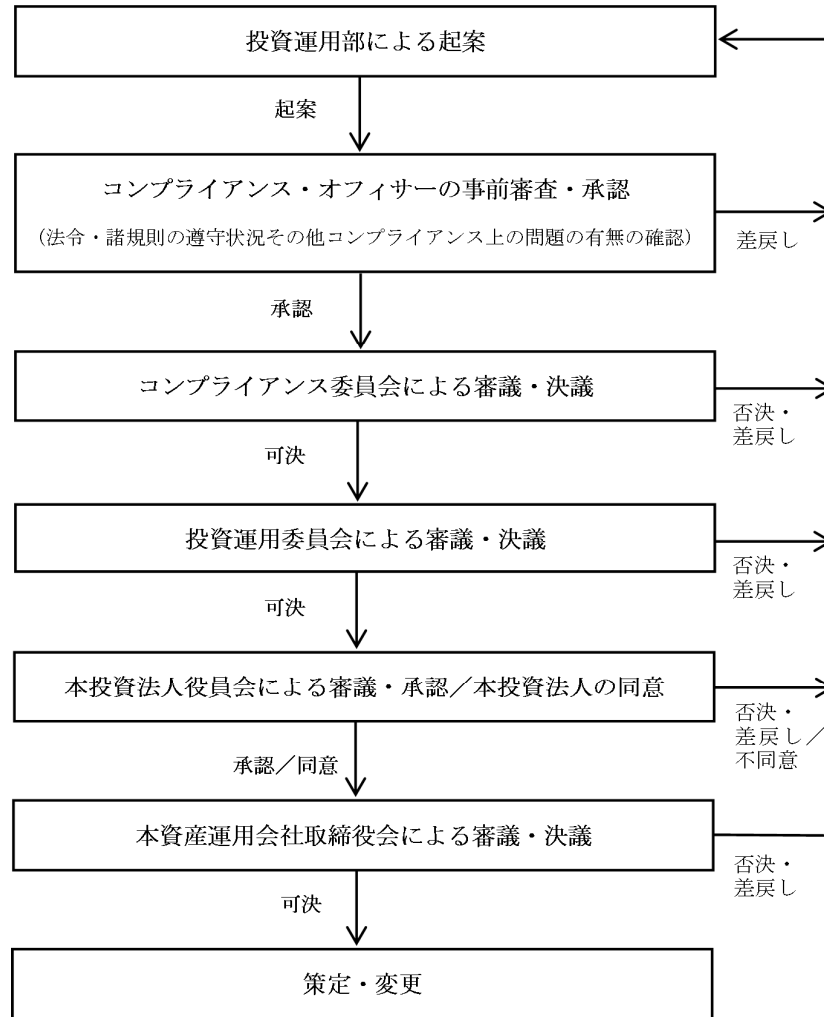 投資運用部による起案
起案
コンプライアンス・オフィサーの事前審査・承認
(法令・諸規則の遵守状況その他コンプライアンス上の問題の有無の確認)
差戻し
承認
コンプライアンス委員会による審議・決議
否決・
差戻し
可決
投資運用委員会による審議・決議
否決・
差戻し
可決
本投資法人役員会による審議・承認/本投資法人の同意
否決・
差戻し/
不同意
承認/同意
本資産運用会社取締役会による審議・決議
否決・
差戻し
可決
策定・変更